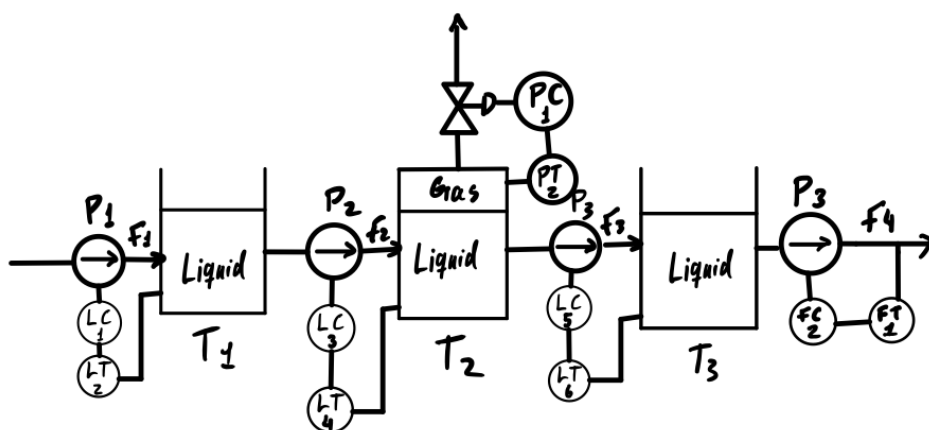 PC
1
Gas
PT
2
P1
F1
P2
F2
P3
F3
P3
F4
Liquid
Liquid
Liquid
LC
1
LT
2
T1
LC
3
LT
4
T2
LC
5
LT
6
T3
FC
2
FT
1